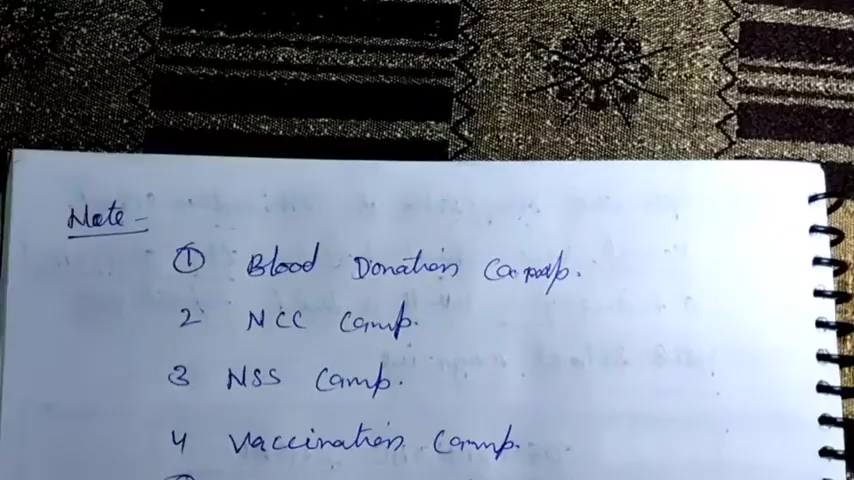 Note -
① Blood Donation Camp.
2 NCC Camp.
3 NSS Camp.
4 Vaccination Camp.